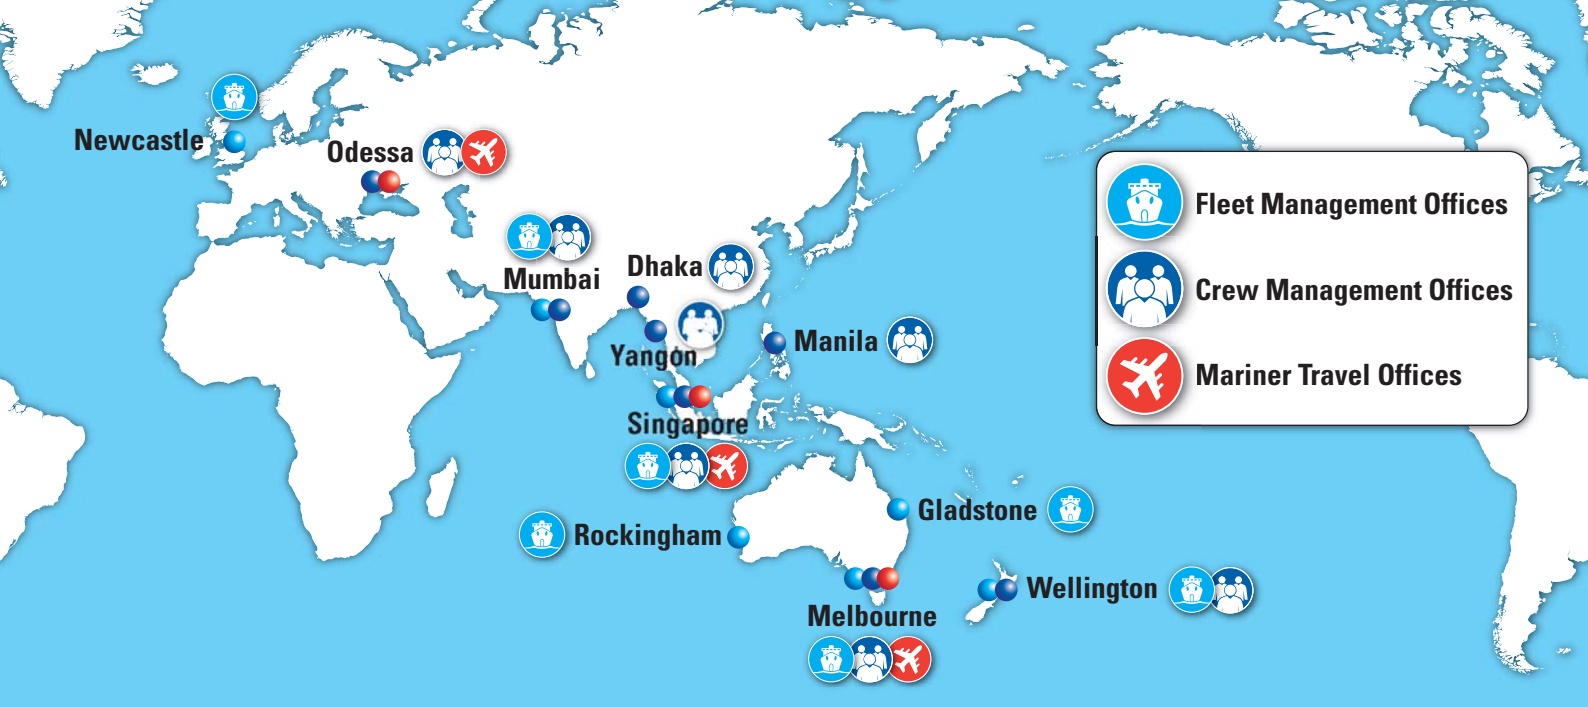 Newcastle
Odessa
Mumbai
Dhaka
Yangon
Manila
Singapore
Rockingham
Gladstone
Melbourne
Wellington
Fleet Management Offices
Crew Management Offices
Mariner Travel Offices